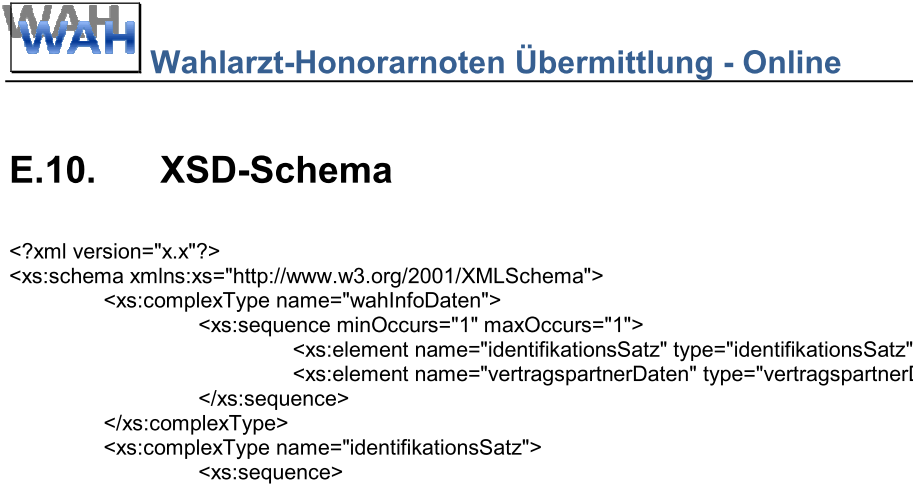 WAH Wahlarzt-Honorarnoten Übermittlung - Online
E.10. XSD-Schema
<?xml version="x.x"?>
<xs:schema xmlns:xs="http://www.w3.org/2001/XMLSchema">
<xs:complexType name="wahInfoDaten">
<xs:sequence minOccurs="1" maxOccurs="1">
<xs:element name="identifikationsSatz" type="identifikationsSatz"
<xs:element name="vertragspartnerDaten" type="vertragspartnerD
</xs:sequence>
</xs:complexType>
<xs:complexType name="identifikationsSatz">
<xs:sequence>